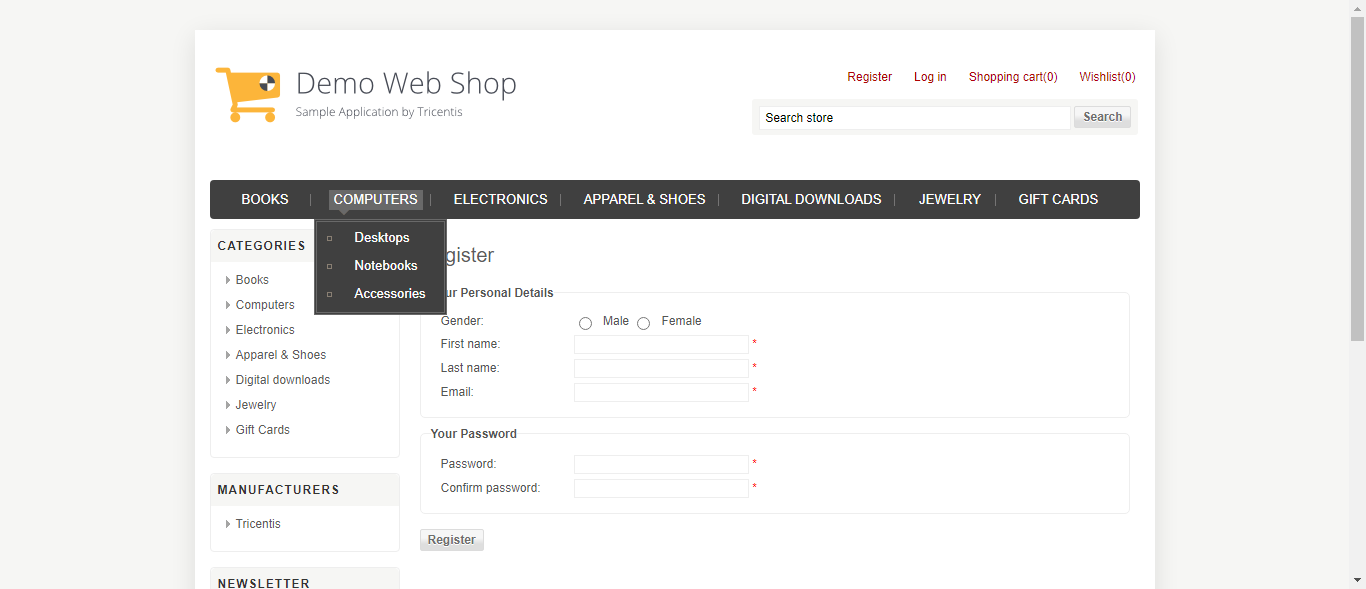 Demo Web Shop
Sample Application by Tricentis
Register Log in Shopping cart(0) Wishlist(0)
Search store Search
BOOKS COMPUTERS ELECTRONICS APPAREL & SHOES DIGITAL DOWNLOADS JEWELRY GIFT CARDS
Desktops
Notebooks
Accessories
CATEGORIES
Books
Computers
Electronics
Apparel & Shoes
Digital downloads
Jewelry
Gift Cards
MANUFACTURERS
Tricentis
NEWSLETTER
gister
ur Personal Details
Gender: Male Female
First name: *
Last name: *
Email: *
Your Password
Password: *
Confirm password: *
Register